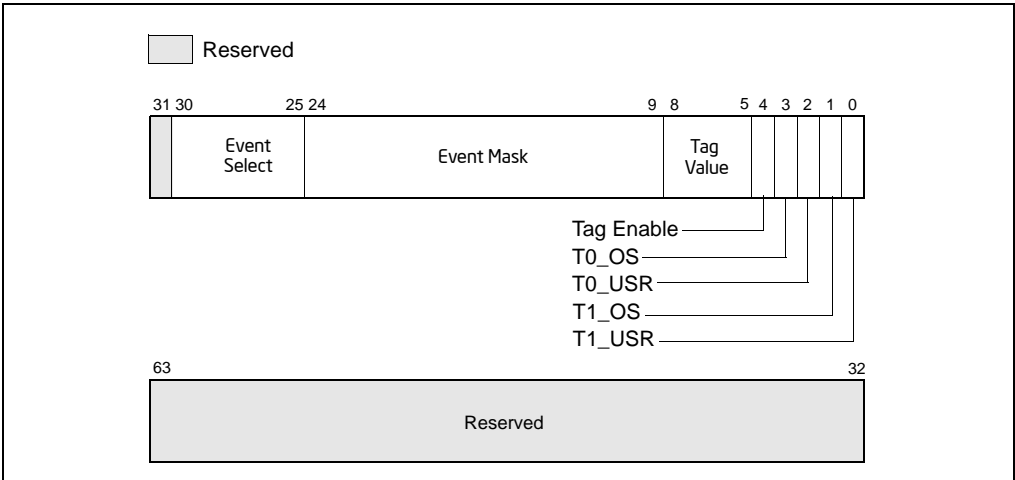 Reserved
31 30 25 24 9 8 5 4 3 2 1 0
Event
Select
Event Mask
Tag
Value
Tag Enable
T0_OS
T0_USR
T1_OS
T1_USR
63 32
Reserved